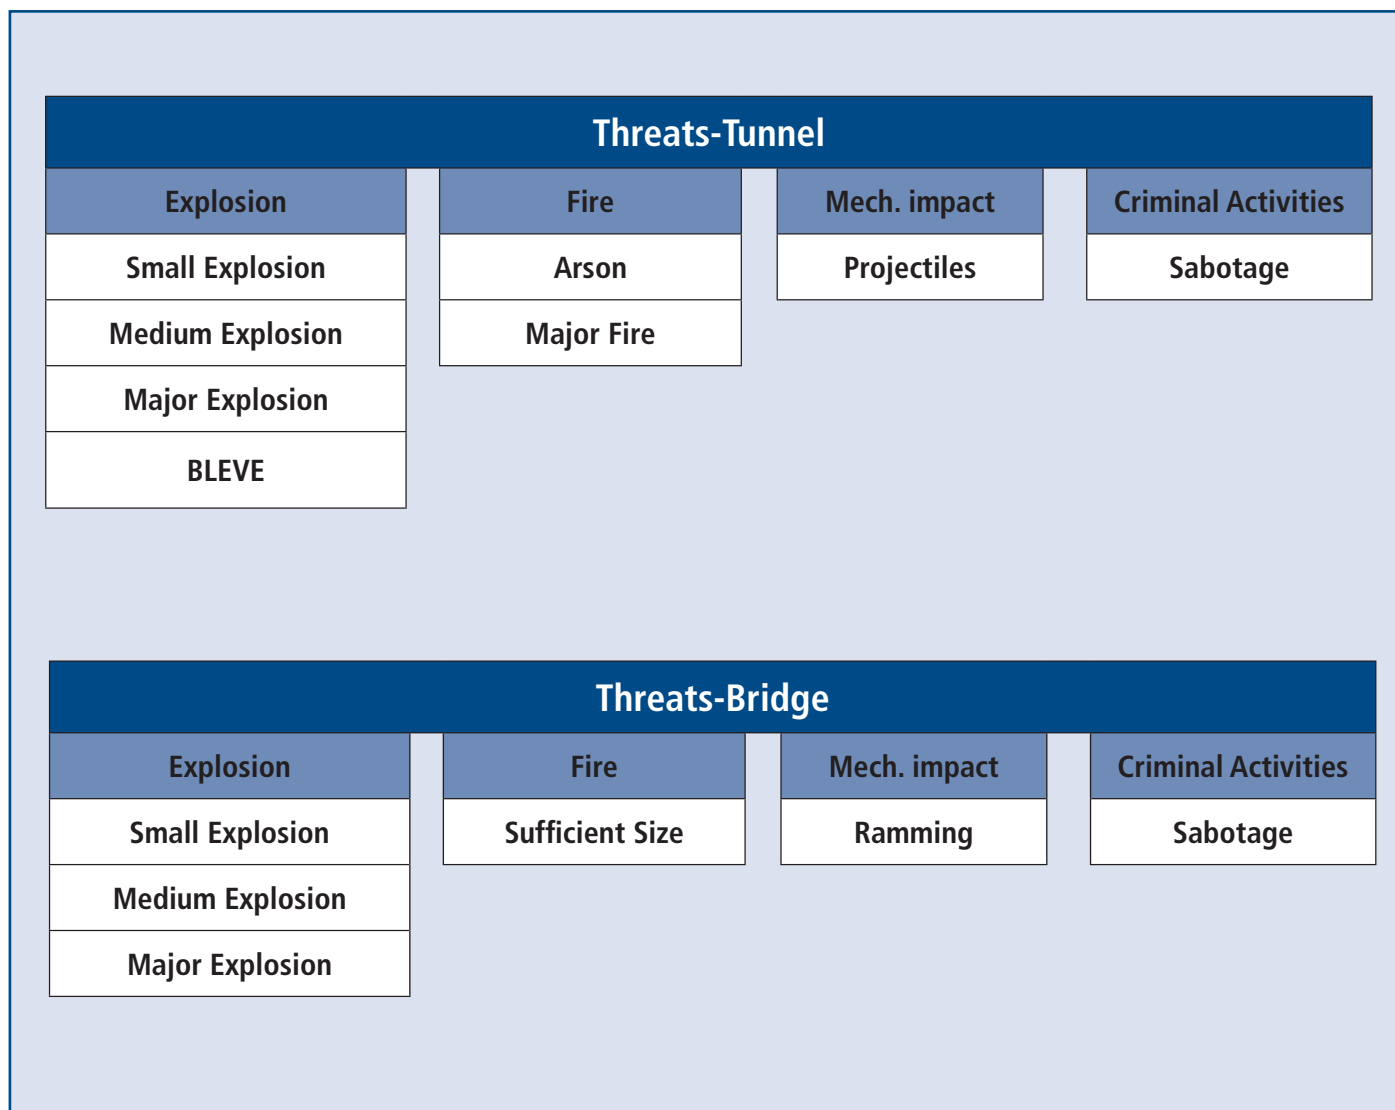 Threats-Tunnel
Explosion
Fire
Mech. impact
Criminal Activities
Small Explosion
Arson
Projectiles
Sabotage
Medium Explosion
Major Fire
Major Explosion
BLEVE
Threats-Bridge
Explosion
Fire
Mech. impact
Criminal Activities
Small Explosion
Sufficient Size
Ramming
Sabotage
Medium Explosion
Major Explosion